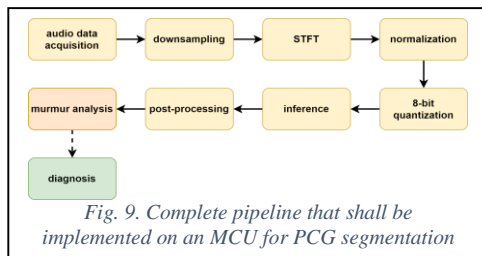 audio data
acquisition
downsampling
STFT
normalization
murmur analysis
post-processing
inference
8-bit
quantization
diagnosis
Fig. 9. Complete pipeline that shall be
implemented on an MCU for PCG segmentation